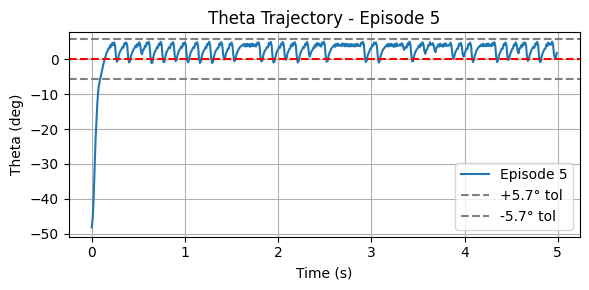 Theta Trajectory - Episode 5
Theta (deg)
0
−10
−20
−30
−40
−50
0
1
2
3
4
5
Time (s)
Episode 5
+5.7° tol
-5.7° tol